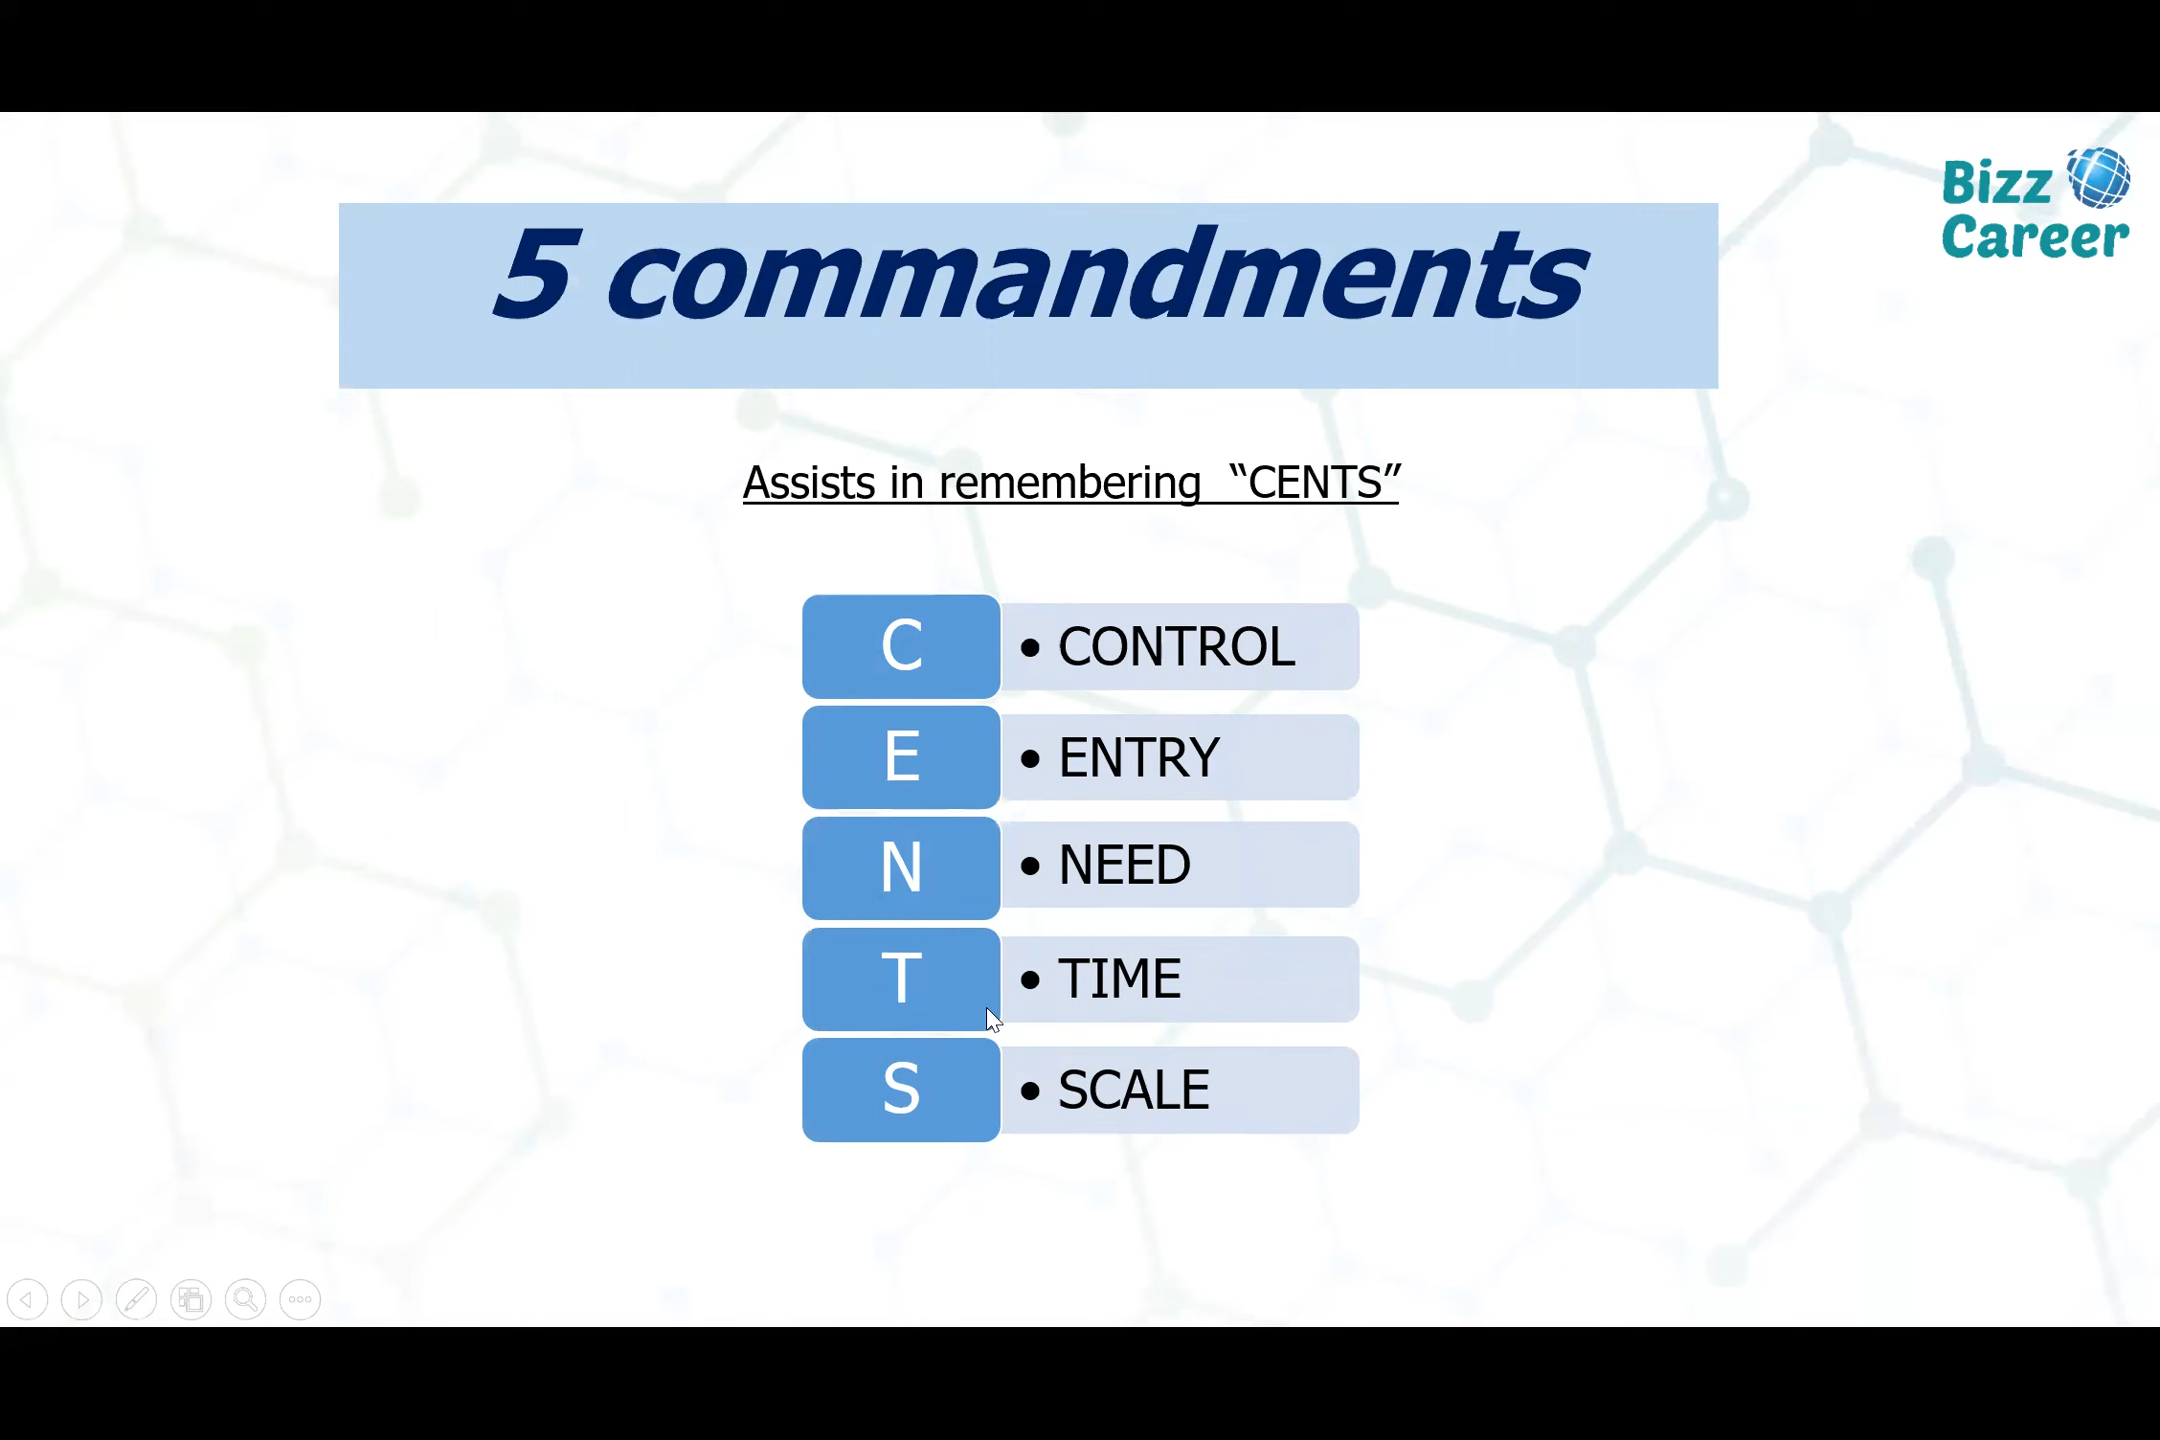 Bizz
Career
5 commandments
Assists in remembering “CENTS”
C
• CONTROL
E
• ENTRY
N
• NEED
T
• TIME
S
• SCALE